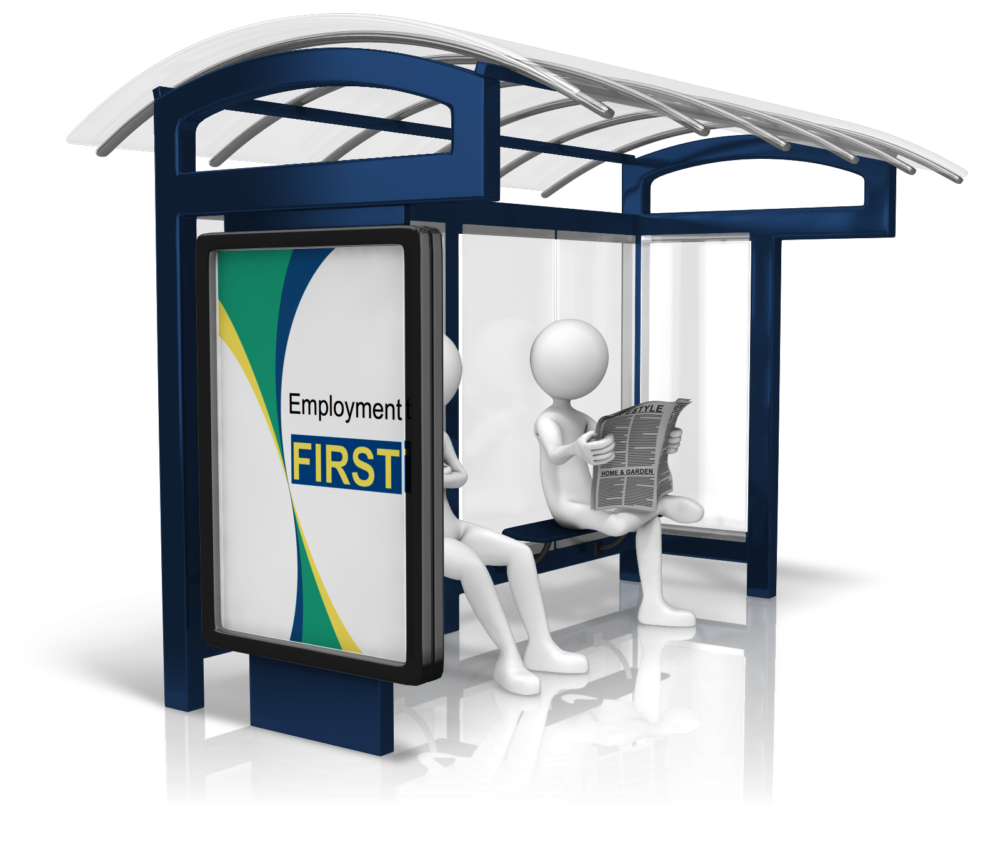 Employment
FIRST
STYLE
HOME & GARDEN